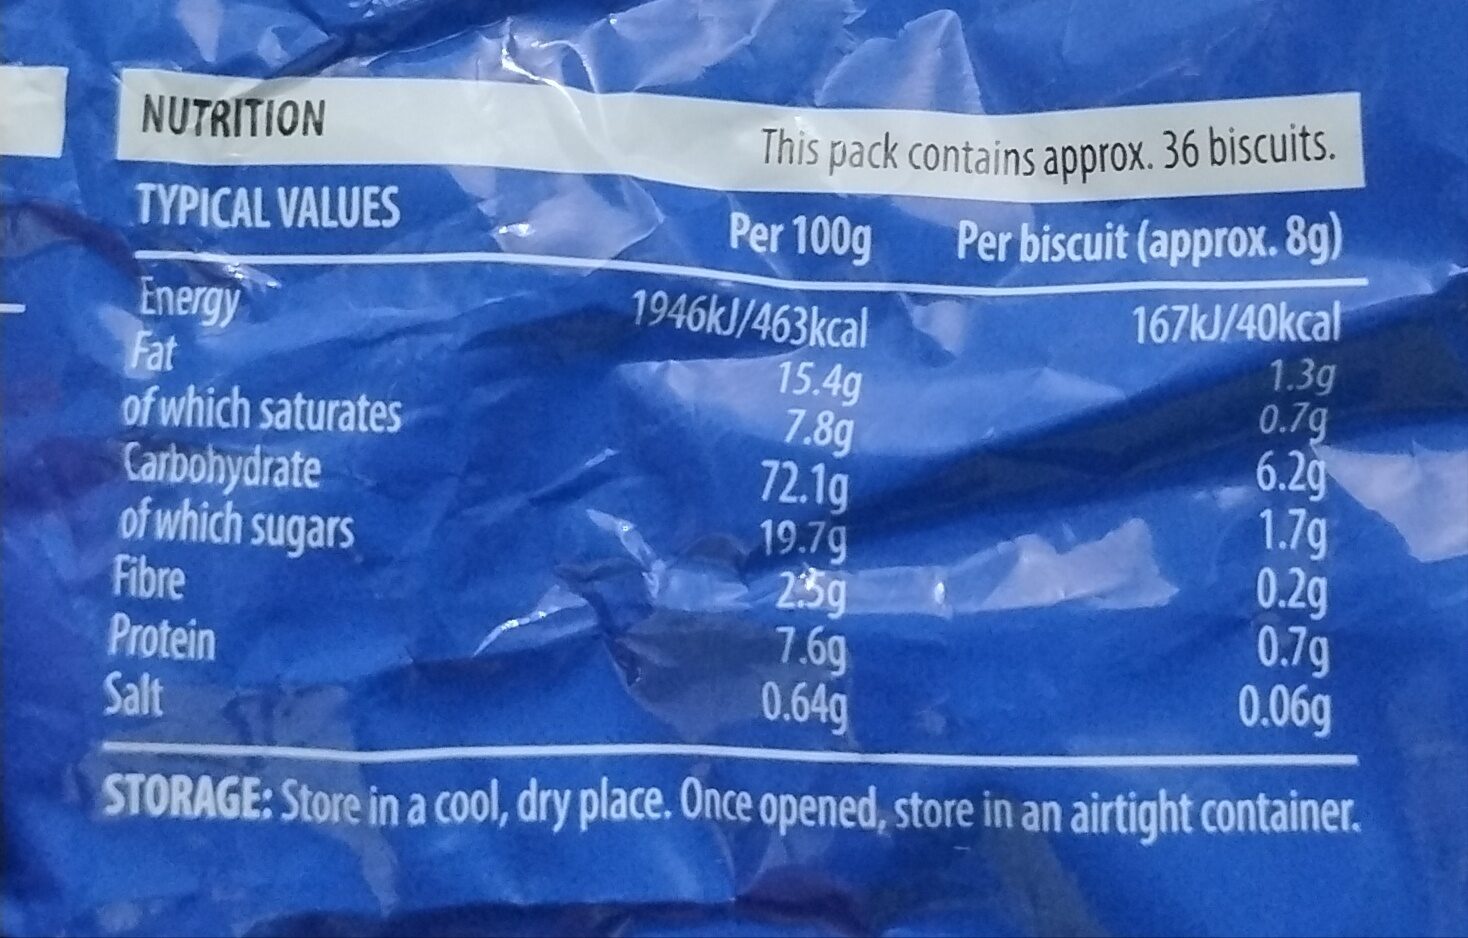 NUTRITION This pack contains approx. 36 biscuits.
TYPICAL VALUES Per 100g Per biscuit (approx. 8g)
Energy 1946kJ/463kcal 167kJ/40kcal
Fat 15.4g 1.3g
of which saturates 7.8g 0.7g
Carbohydrate 72.1g 6.2g
of which sugars 19.7g 1.7g
Fibre 2.5g 0.2g
Protein 7.6g 0.7g
Salt 0.64g 0.06g
STORAGE: Store in a cool, dry place. Once opened, store in an airtight container.